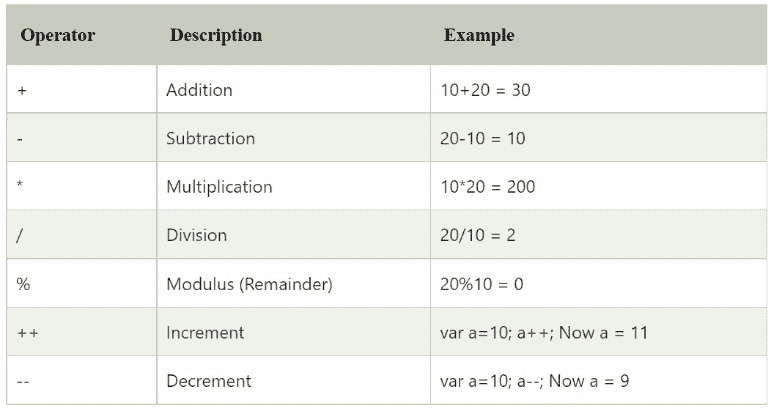 Operator Description Example
+ Addition 10+20 = 30
- Subtraction 20-10 = 10
* Multiplication 10*20 = 200
/ Division 20/10 = 2
% Modulus (Remainder) 20%10 = 0
++ Increment var a=10; a++; Now a = 11
-- Decrement var a=10; a--; Now a = 9